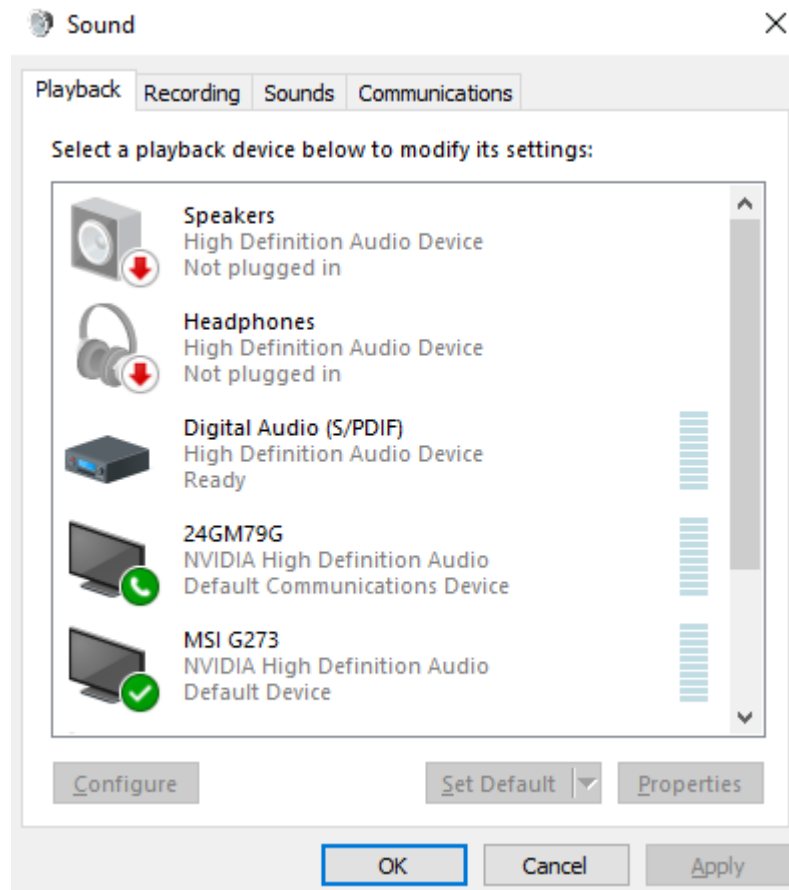 Sound
Playback Recording Sounds Communications
Select a playback device below to modify its settings:
Speakers
High Definition Audio Device
Not plugged in
Headphones
High Definition Audio Device
Not plugged in
Digital Audio (S/PDIF)
High Definition Audio Device
Ready
24GM79G
NVIDIA High Definition Audio
Default Communications Device
MSI G273
NVIDIA High Definition Audio
Default Device
Configure Set Default Properties
OK Cancel Apply